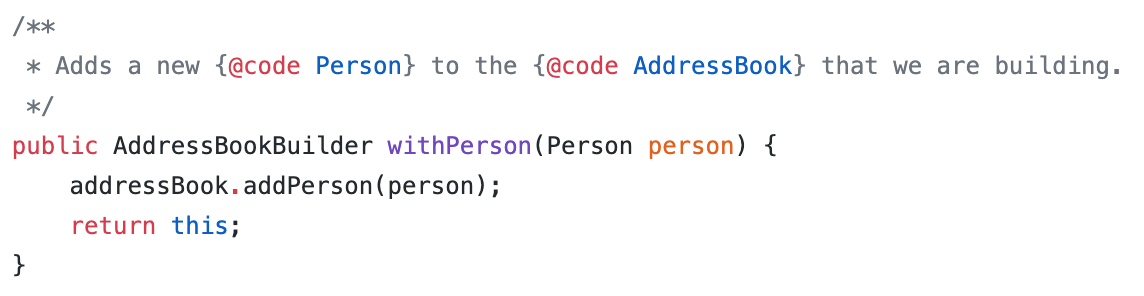 /**
 * Adds a new {@code Person} to the {@code AddressBook} that we are building.
 */
public AddressBookBuilder withPerson(Person person) {
    addressBook.addPerson(person);
    return this;
}